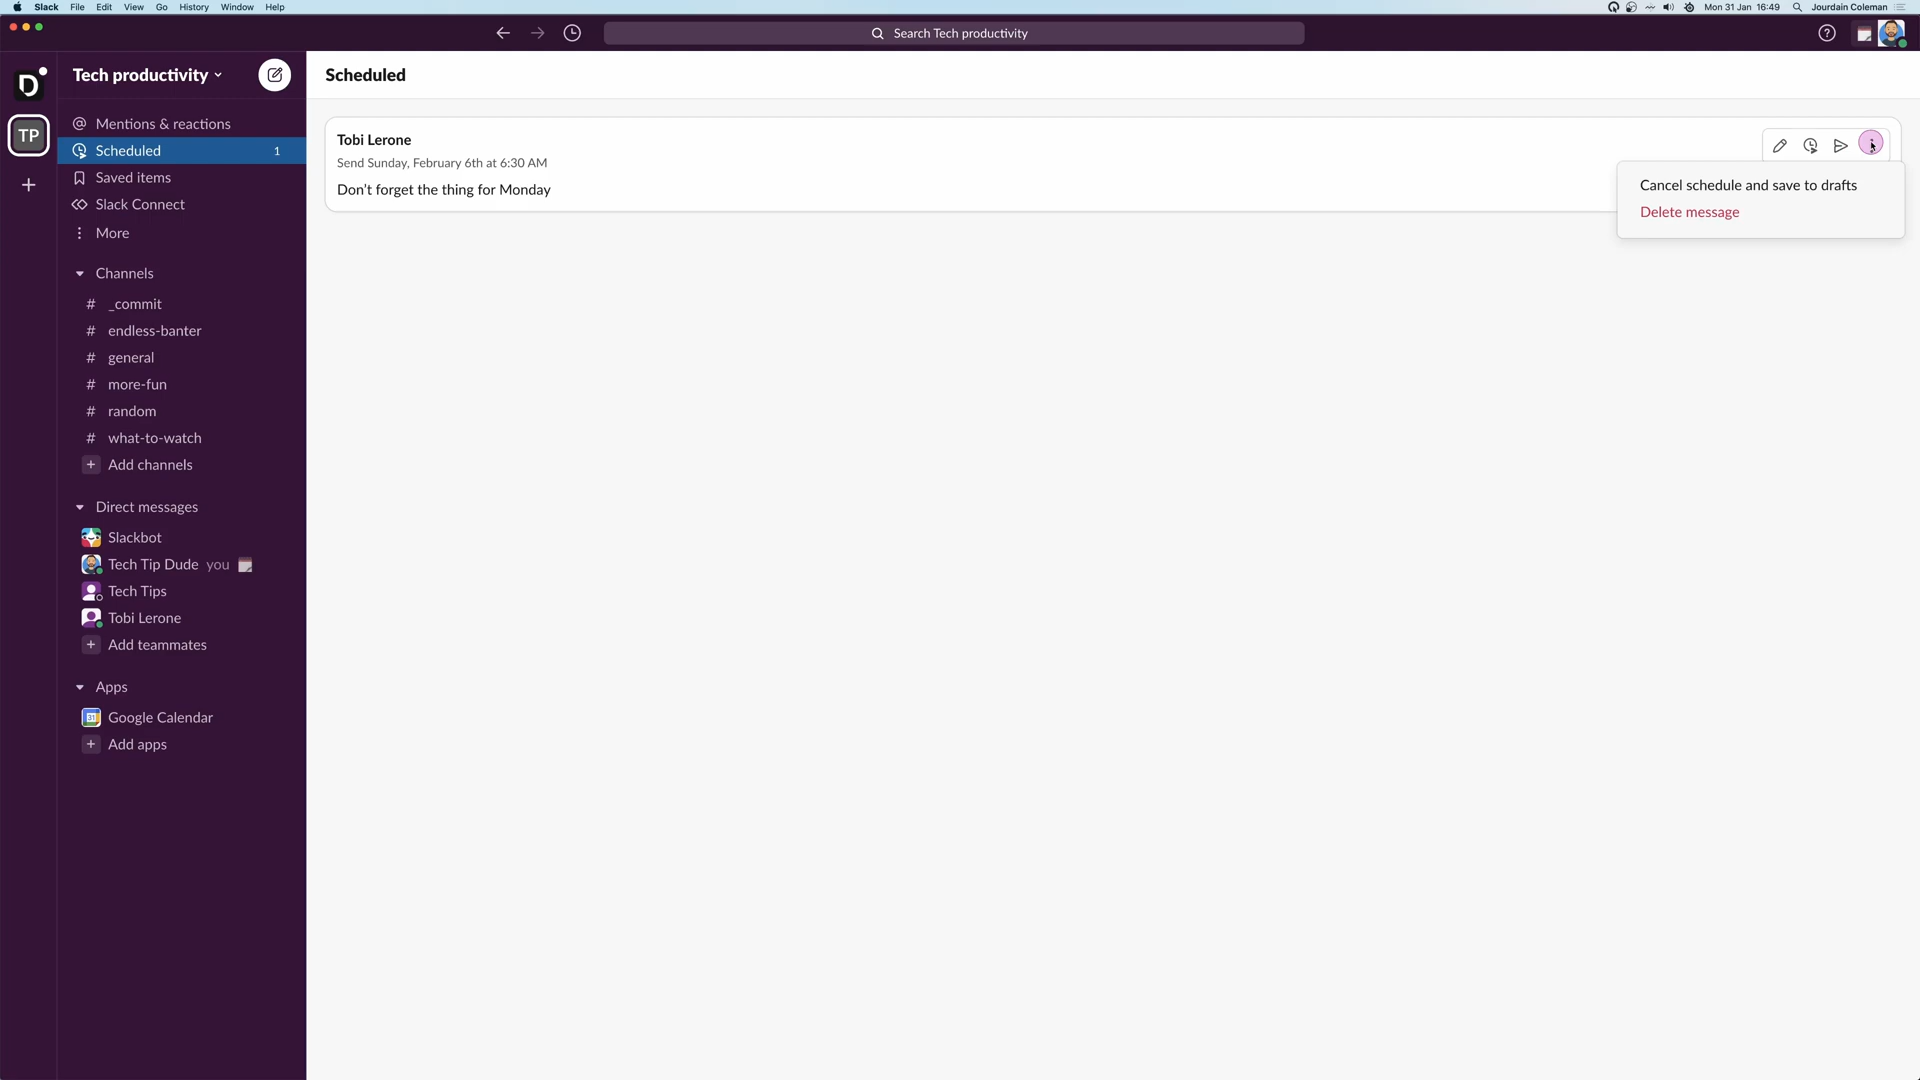 Slack File Edit View Go History Window Help Mon 31 Jan 16:49 Jourdain Coleman
Search Tech productivity
D
Tech productivity
Scheduled
TP
Mentions & reactions
Scheduled 1
Saved items
Slack Connect
More
Channels
# _commit
# endless-banter
# general
# more-fun
# random
# what-to-watch
+ Add channels
Direct messages
Slackbot
Tech Tip Dude you
Tech Tips
Tobi Lerone
+ Add teammates
Apps
31 Google Calendar
+ Add apps
Tobi Lerone
Send Sunday, February 6th at 6:30 AM
Don't forget the thing for Monday
Cancel schedule and save to drafts
Delete message